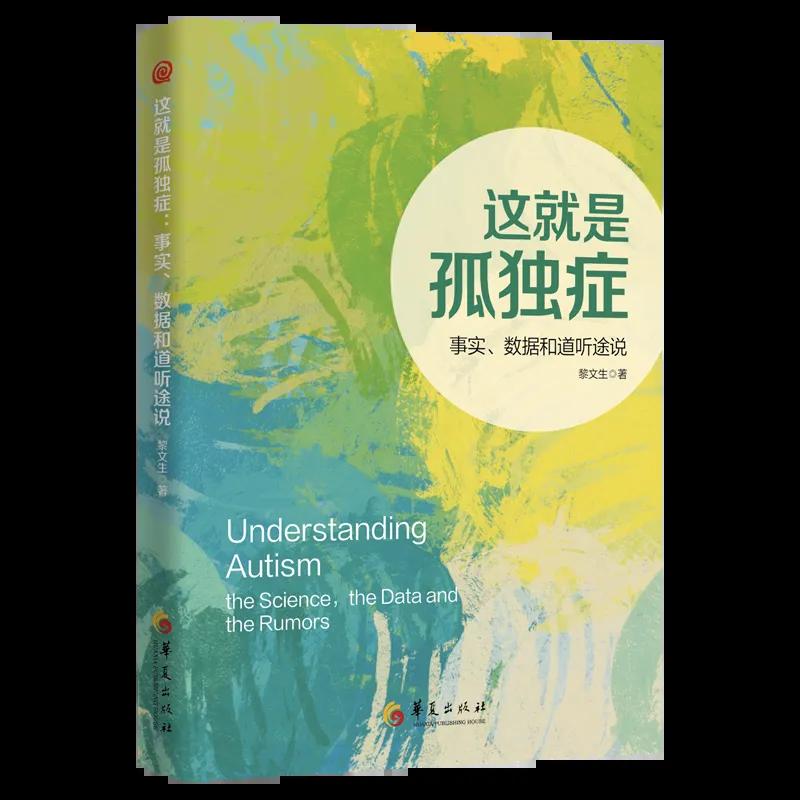 这就是孤独症：事实、数据和道听途说
黎文生◎著
華夏出版社
HUAXIA PUBLISHING HOUSE
这就是
孤独症
事实、数据和道听途说
黎文生◎著
Understanding
Autism
the Science, the Data and
the Rumors
華夏出版社
HUAXIA PUBLISHING HOUSE